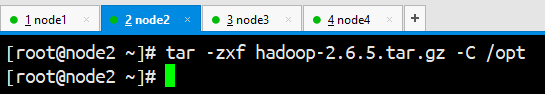 1 node1 × 2 node2 × 3 node3 × 4 node4 ×
[root@node2 ~]# tar -zxf hadoop-2.6.5.tar.gz -C /opt
[root@node2 ~]#